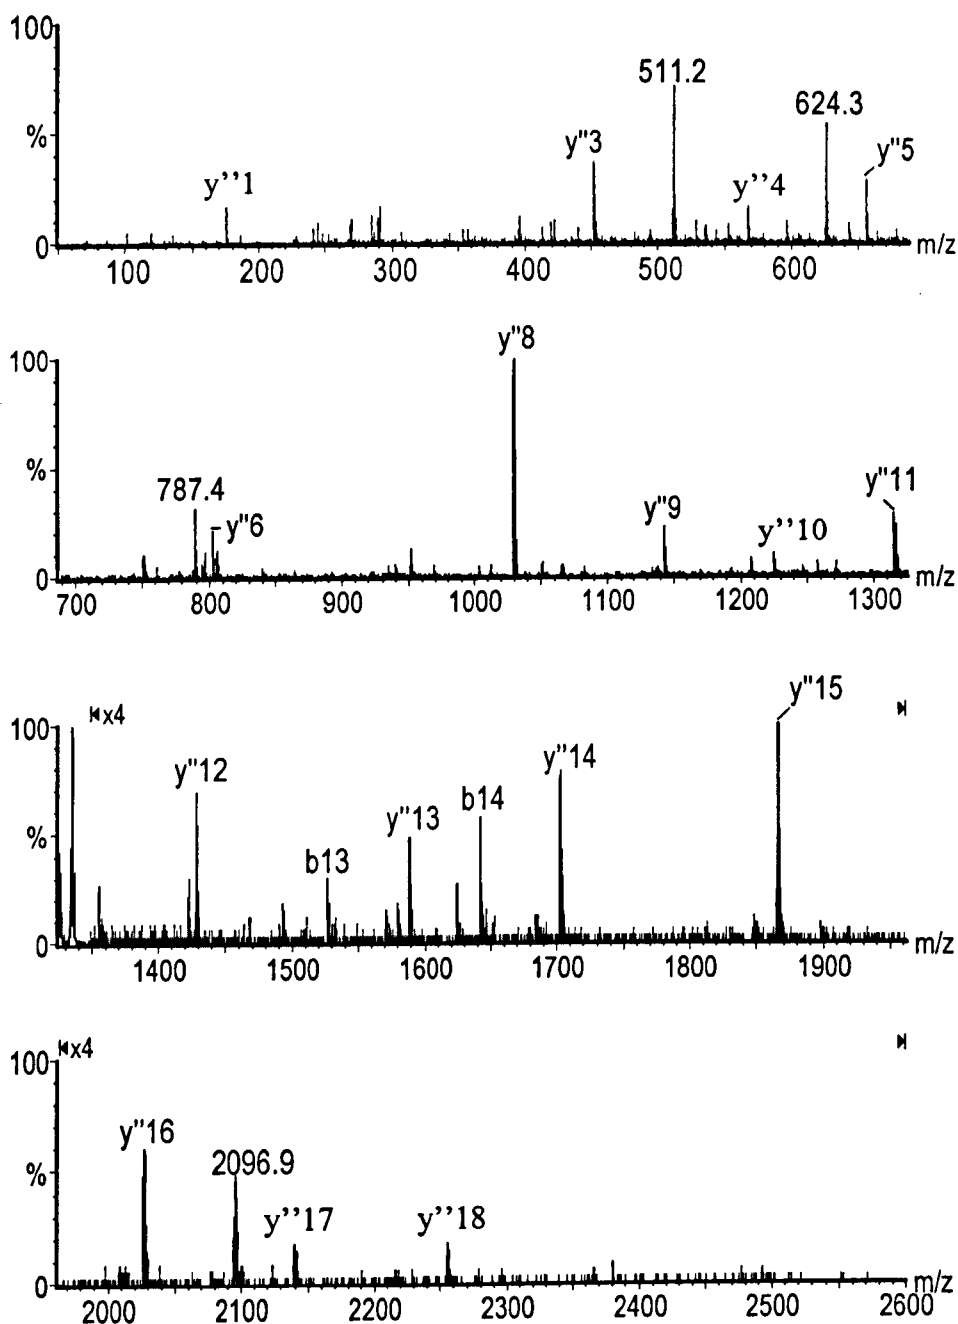 100
511.2
624.3
%
y"3
y"5
y’’1
y’’4
0
m/z
100 200 300 400 500 600
y"8
100
%
787.4
y"6
y"9
y’’10
y"11
0
m/z
700 800 900 1000 1100 1200 1300
x4
y"15
100
y"12
y"14
%
b13
y"13
b14
0
m/z
1400 1500 1600 1700 1800 1900
x4
100
y"16
%
2096.9
y’’17
y’’18
0
m/z
2000 2100 2200 2300 2400 2500 2600